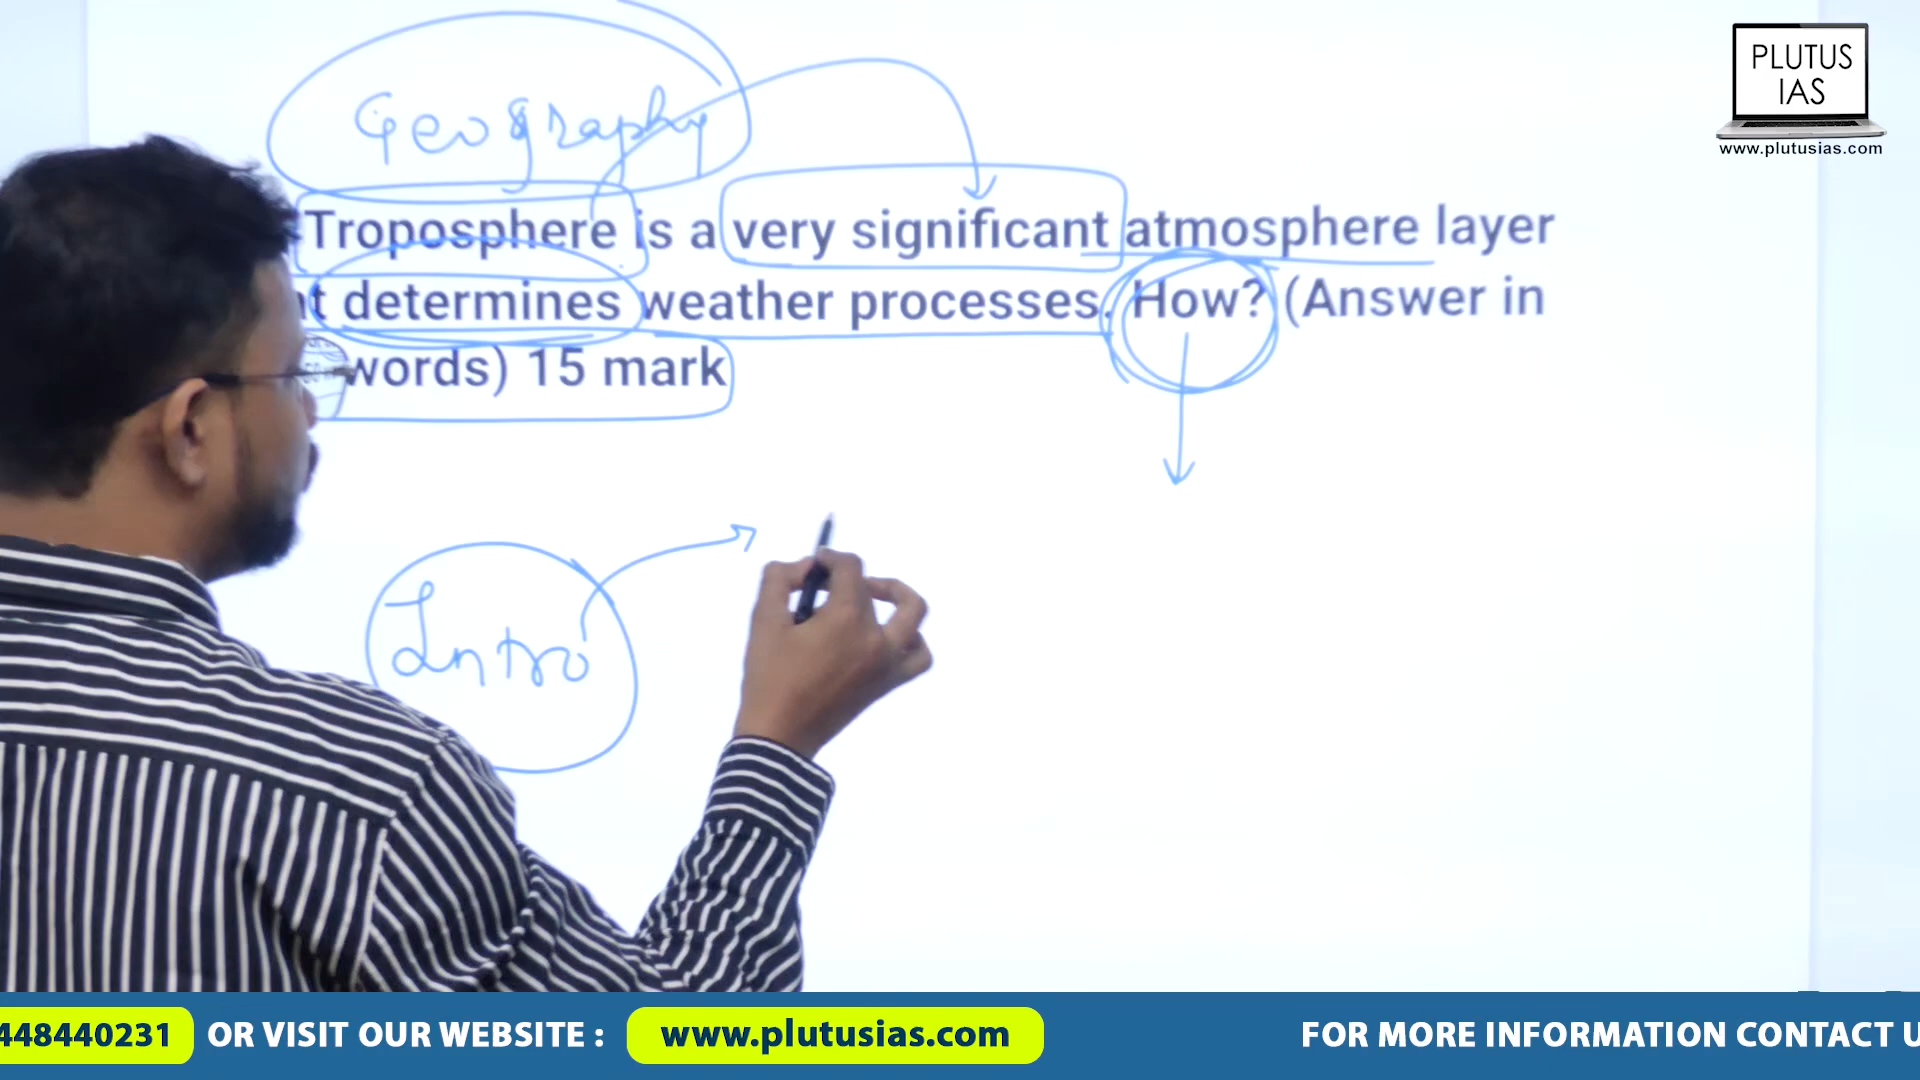 PLUTUS
IAS
www.plutusias.com
Geography
Troposphere is a very significant atmosphere layer
t determines weather processes. How? (Answer in
words) 15 mark
Intro
448440231 OR VISIT OUR WEBSITE : www.plutusias.com FOR MORE INFORMATION CONTACT U